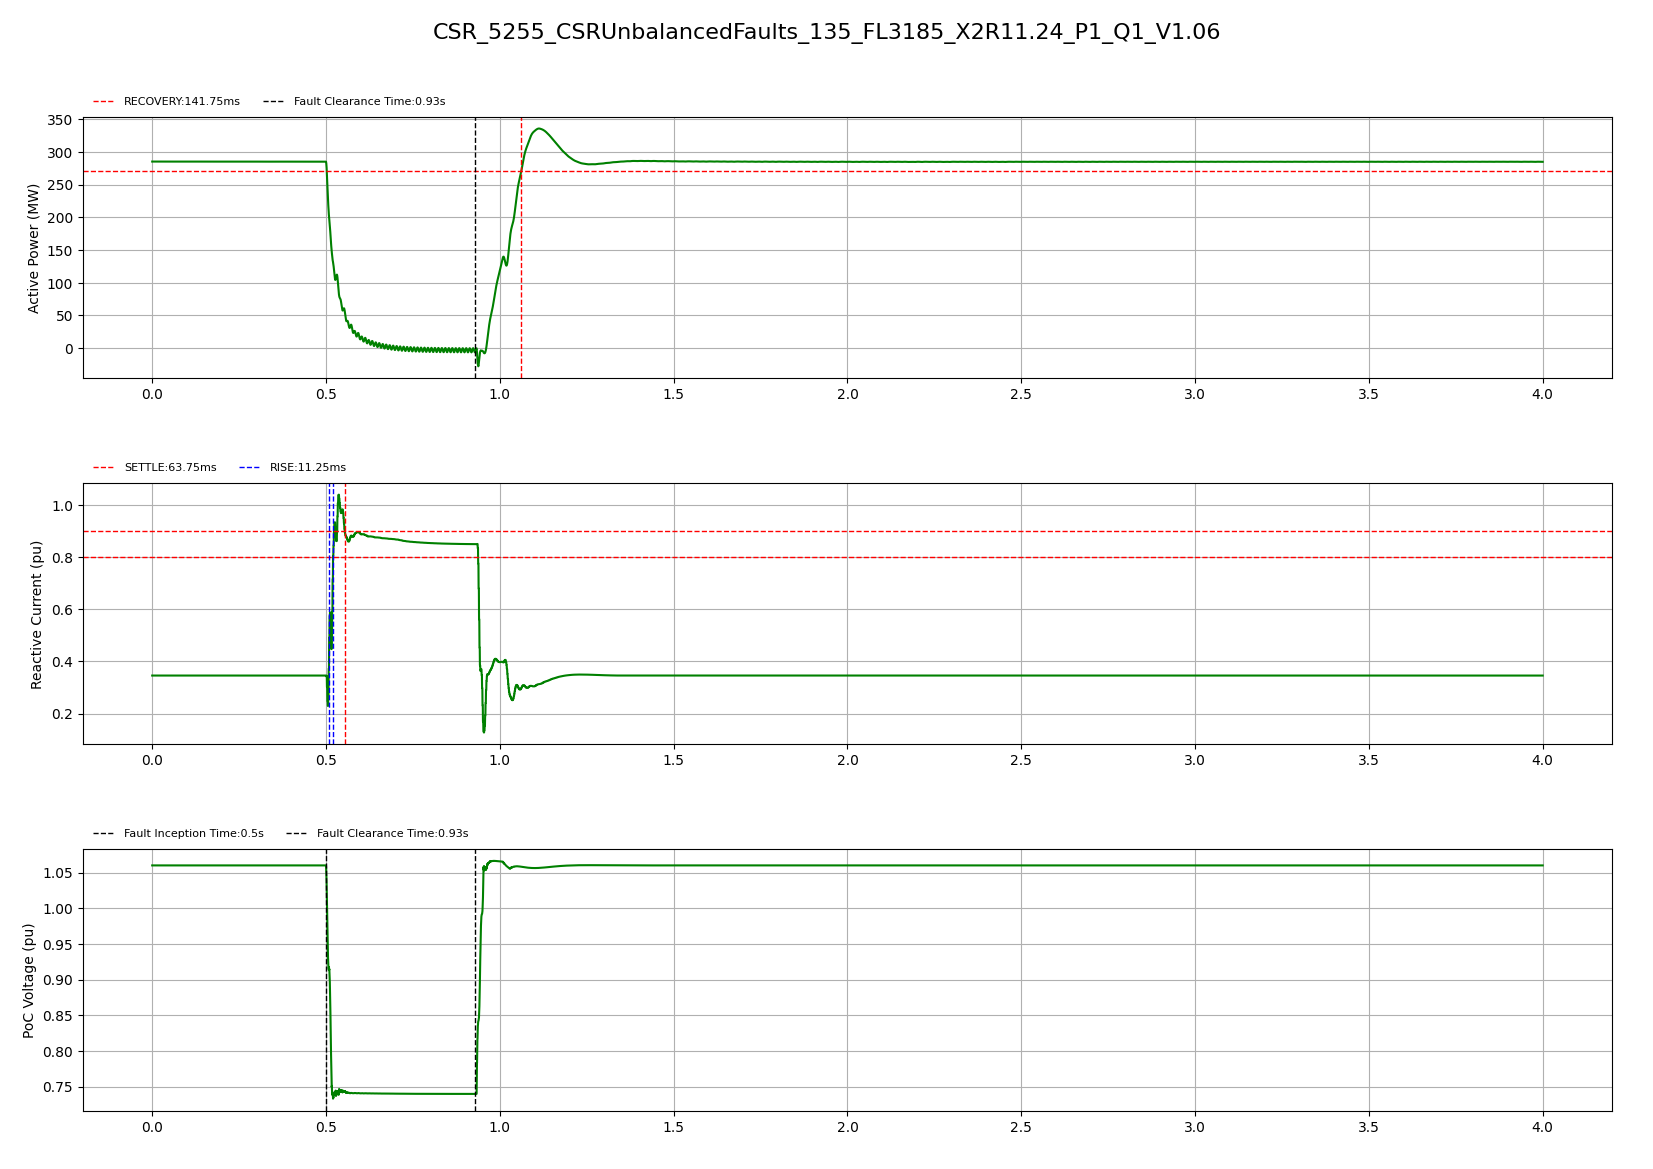 CSR_5255_CSRUnbalancedFaults_135_FL3185_X2R11.24_P1_Q1_V1.06
RECOVERY:141.75ms Fault Clearance Time:0.93s
Active Power (MW)
350
300
250
200
150
100
50
0
0.0 0.5 1.0 1.5 2.0 2.5 3.0 3.5 4.0
SETTLE:63.75ms RISE:11.25ms
Reactive Current (pu)
1.0
0.8
0.6
0.4
0.2
0.0 0.5 1.0 1.5 2.0 2.5 3.0 3.5 4.0
Fault Inception Time:0.5s Fault Clearance Time:0.93s
PoC Voltage (pu)
1.05
1.00
0.95
0.90
0.85
0.80
0.75
0.0 0.5 1.0 1.5 2.0 2.5 3.0 3.5 4.0